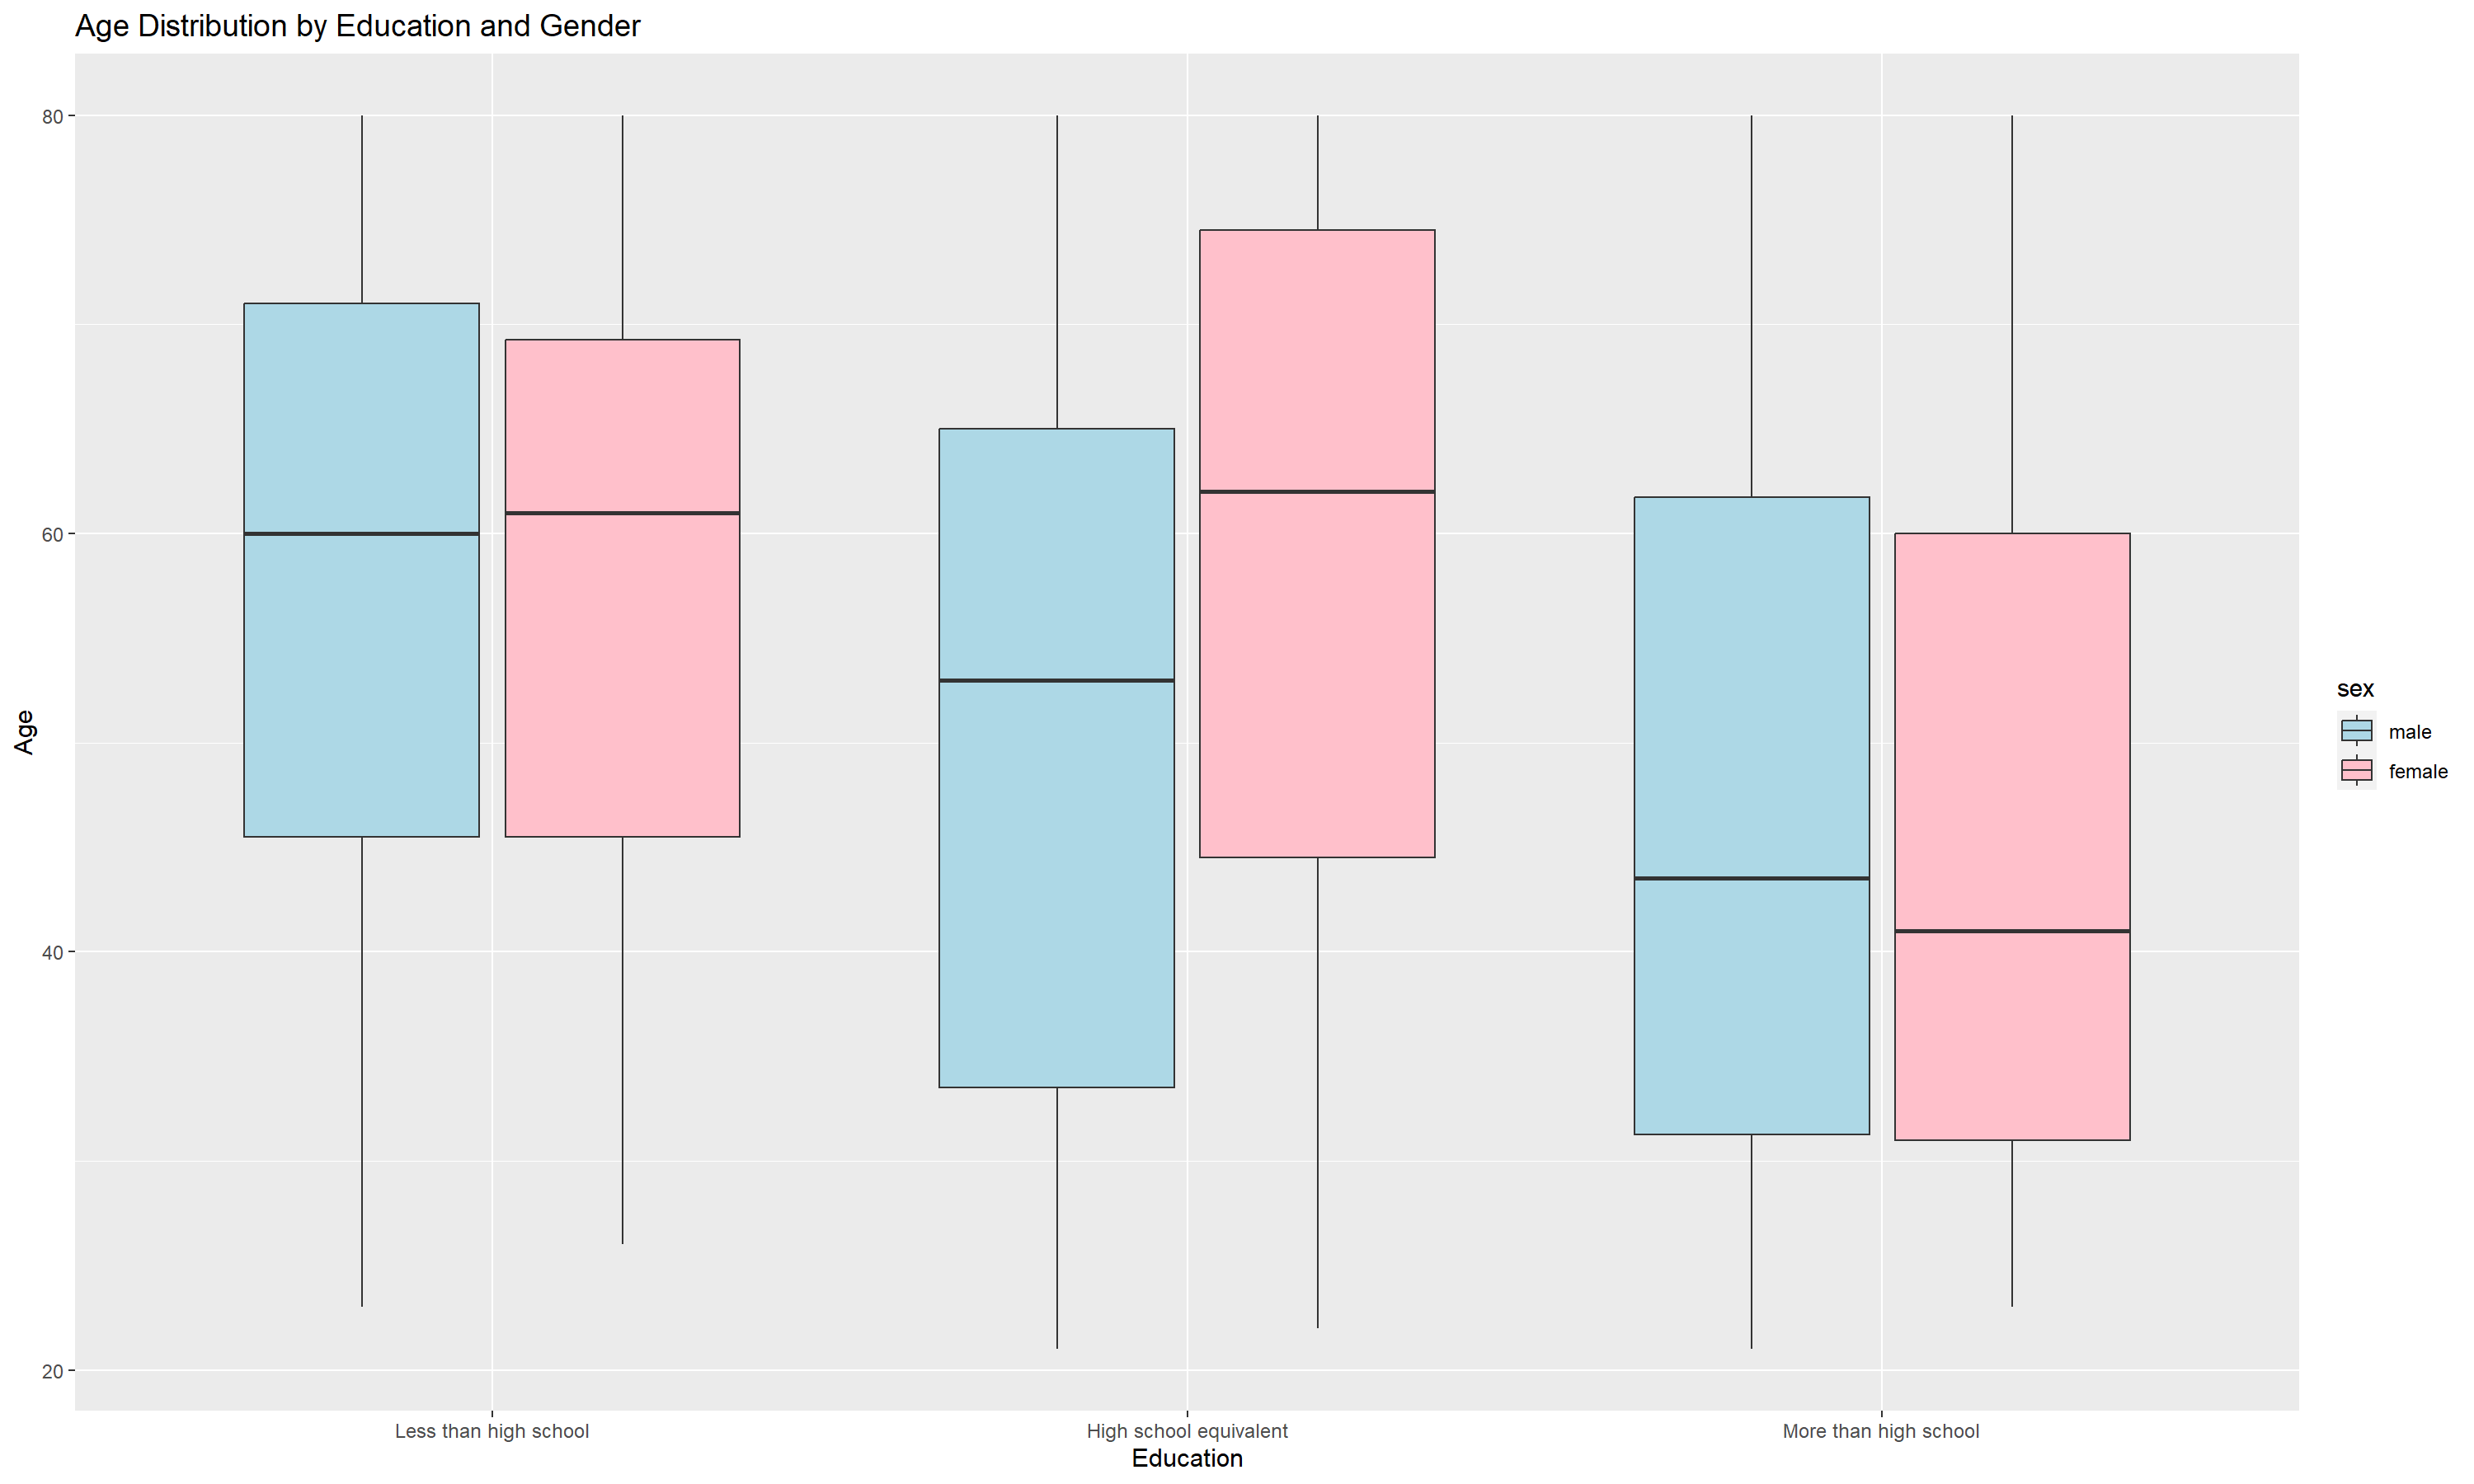 Age Distribution by Education and Gender
80
60
40
20
Age
Less than high school
High school equivalent
More than high school
Education
sex
male
female